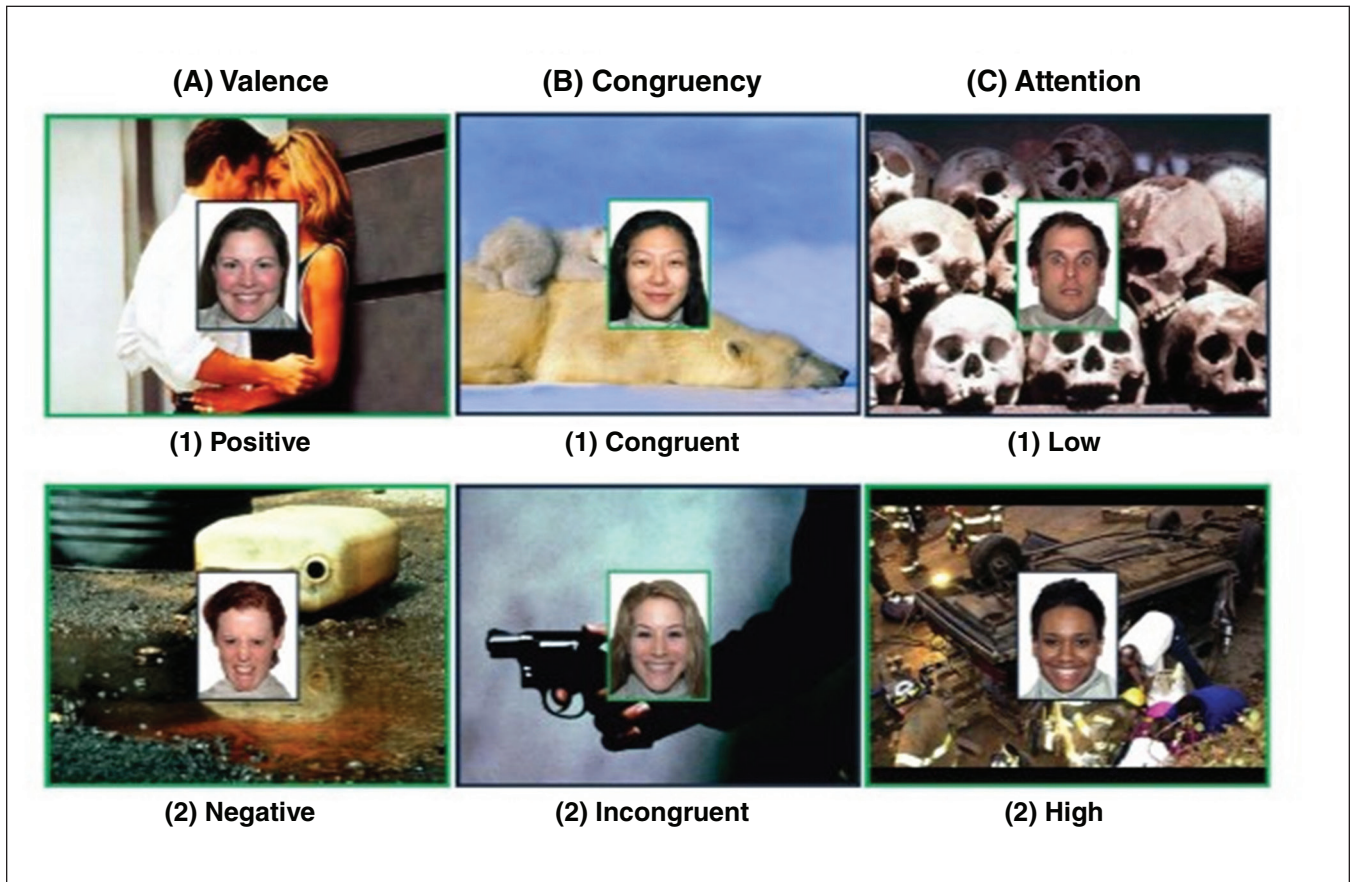 (A) Valence
(B) Congruency
(C) Attention
(1) Positive
(1) Congruent
(1) Low
(2) Negative
(2) Incongruent
(2) High